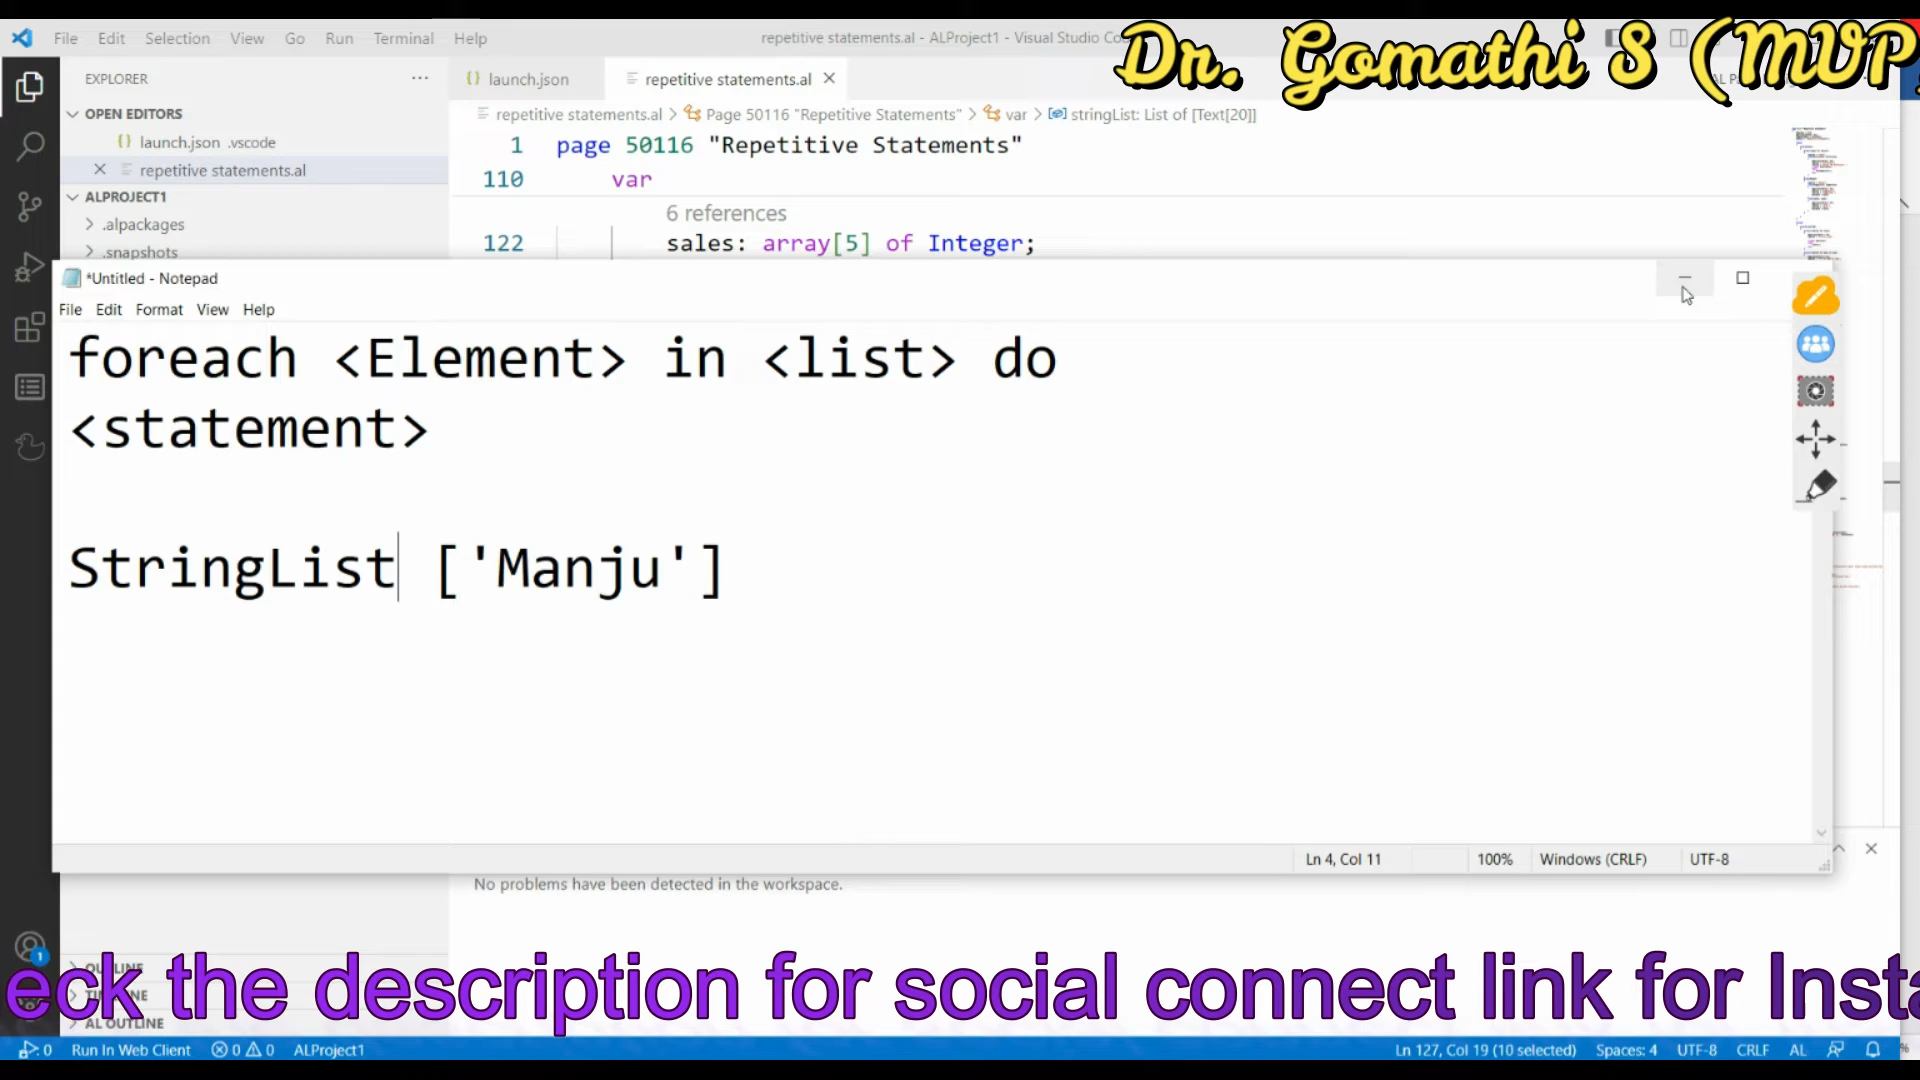 File Edit Selection View Go Run Terminal Help
repetitive statements.al - ALProject1 - Visual Studio
Dr. Gomathi S (MVP
EXPLORER
launch.json
repetitive statements.al
OPEN EDITORS
repetitive statements.al > Page 50116 "Repetitive Statements" > var > stringList: List of [Text[20]]
launch.json .vscode
1 page 50116 "Repetitive Statements"
repetitive statements.al
110 var
ALPROJECT1
6 references
.alpackages
122 sales: array[5] of Integer;
.snapshots
*Untitled - Notepad
File Edit Format View Help
foreach <Element> in <list> do
<statement>
StringList ['Manju']
Ln 4, Col 11 100% Windows (CRLF) UTF-8
No problems have been detected in the workspace.
OUTLINE
eck the description for social connect link for Insta
AL OUTLINE
0 Run In Web Client 0 0 ALProject1
Ln 127, Col 19 (10 selected) Spaces: 4 UTF-8 CRLF AL